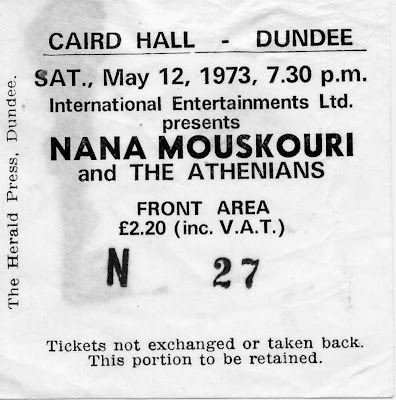 CAIRD HALL - DUNDEE
SAT., May 12, 1973, 7.30 p.m.
International Entertainments Ltd.
presents
NANA MOUSKOURI
and THE ATHENIANS
FRONT AREA
£2.20 (inc. V.A.T.)
N 27
Tickets not exchanged or taken back.
This portion to be retained.
The Herald Press, Dundee.